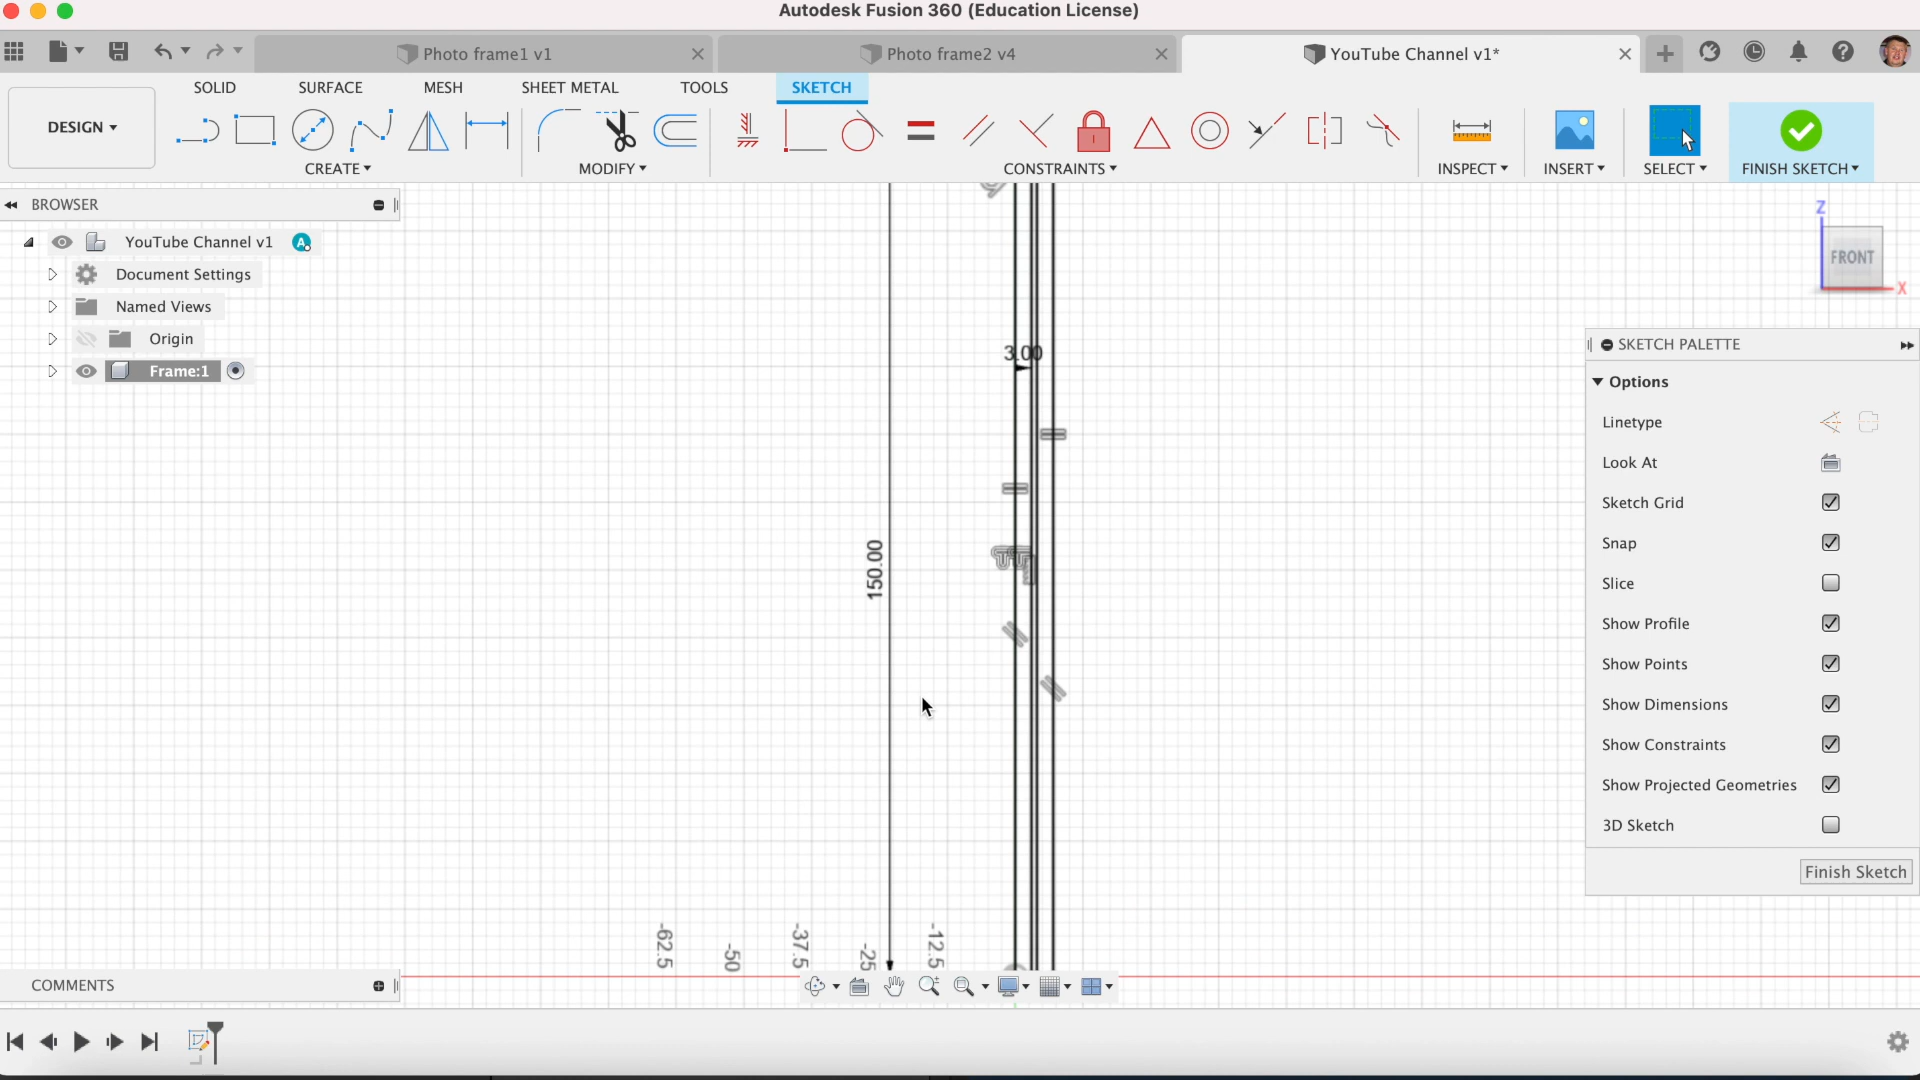 Autodesk Fusion 360 (Education License)
Photo frame1 v1
Photo frame2 v4
YouTube Channel v1*
SOLID
SURFACE
MESH
SHEET METAL
TOOLS
SKETCH
DESIGN
CREATE
MODIFY
CONSTRAINTS
INSPECT
INSERT
SELECT
FINISH SKETCH
BROWSER
YouTube Channel v1
A
Document Settings
Named Views
Origin
Frame:1
Z
FRONT
X
3.00
150.00
-62.5
-50
-37.5
-25
-12.5
SKETCH PALETTE
Options
Linetype
Look At
Sketch Grid
Snap
Slice
Show Profile
Show Points
Show Dimensions
Show Constraints
Show Projected Geometries
3D Sketch
Finish Sketch
COMMENTS